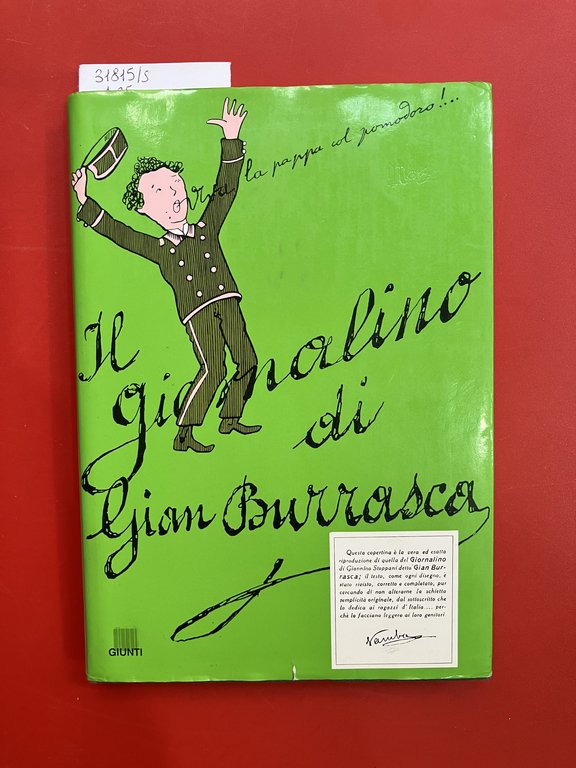 31815/s
Viva la pappa col pomodoro!...
Il
giornalino
di
Gian Burrasca
Questa copertina è la vera ed esatta
riproduzione di quella del Giornalino
di Giannino Stoppani detto Gian Bur-
rasca; il testo, come ogni disegno, è
stato rivisto, corretto e completato, pur
cercando di non alterarne la schietta
semplicità originale, dal sottoscritto che
lo dedica ai ragazzi d'Italia.... per-
chè lo facciano leggere ai loro genitori
Vamba
GIUNTI